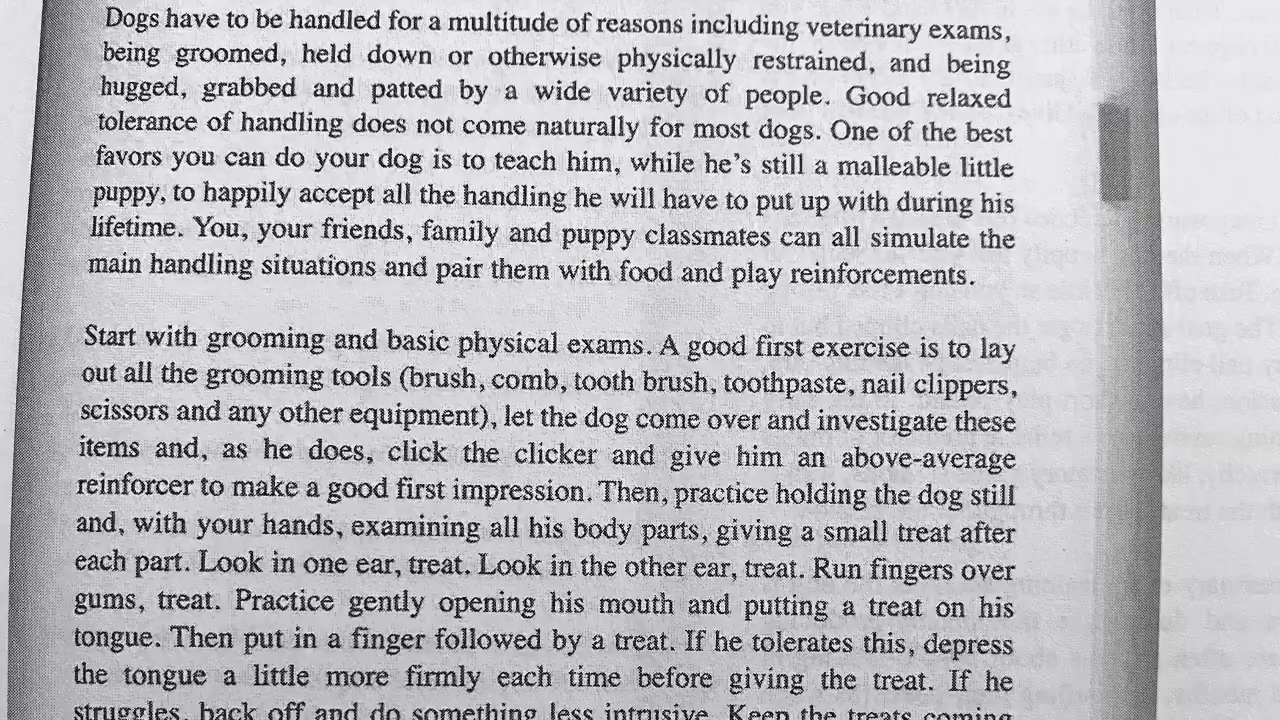 Dogs have to be handled for a multitude of reasons including veterinary exams,
being groomed, held down or otherwise physically restrained, and being
hugged, grabbed and patted by a wide variety of people. Good relaxed
tolerance of handling does not come naturally for most dogs. One of the best
favors you can do your dog is to teach him, while he's still a malleable little
puppy, to happily accept all the handling he will have to put up with during his
lifetime. You, your friends, family and puppy classmates can all simulate the
main handling situations and pair them with food and play reinforcements.
Start with grooming and basic physical exams. A good first exercise is to lay
out all the grooming tools (brush, comb, tooth brush, toothpaste, nail clippers,
scissors and any other equipment), let the dog come over and investigate these
items and, as he does, click the clicker and give him an above-average
reinforcer to make a good first impression. Then, practice holding the dog still
and, with your hands, examining all his body parts, giving a small treat after
each part. Look in one ear, treat. Look in the other ear, treat. Run fingers over
gums, treat. Practice gently opening his mouth and putting a treat on his
tongue. Then put in a finger followed by a treat. If he tolerates this, depress
the tongue a little more firmly each time before giving the treat. If he
struggles, back off and do something less intrusive. Keep the treats coming